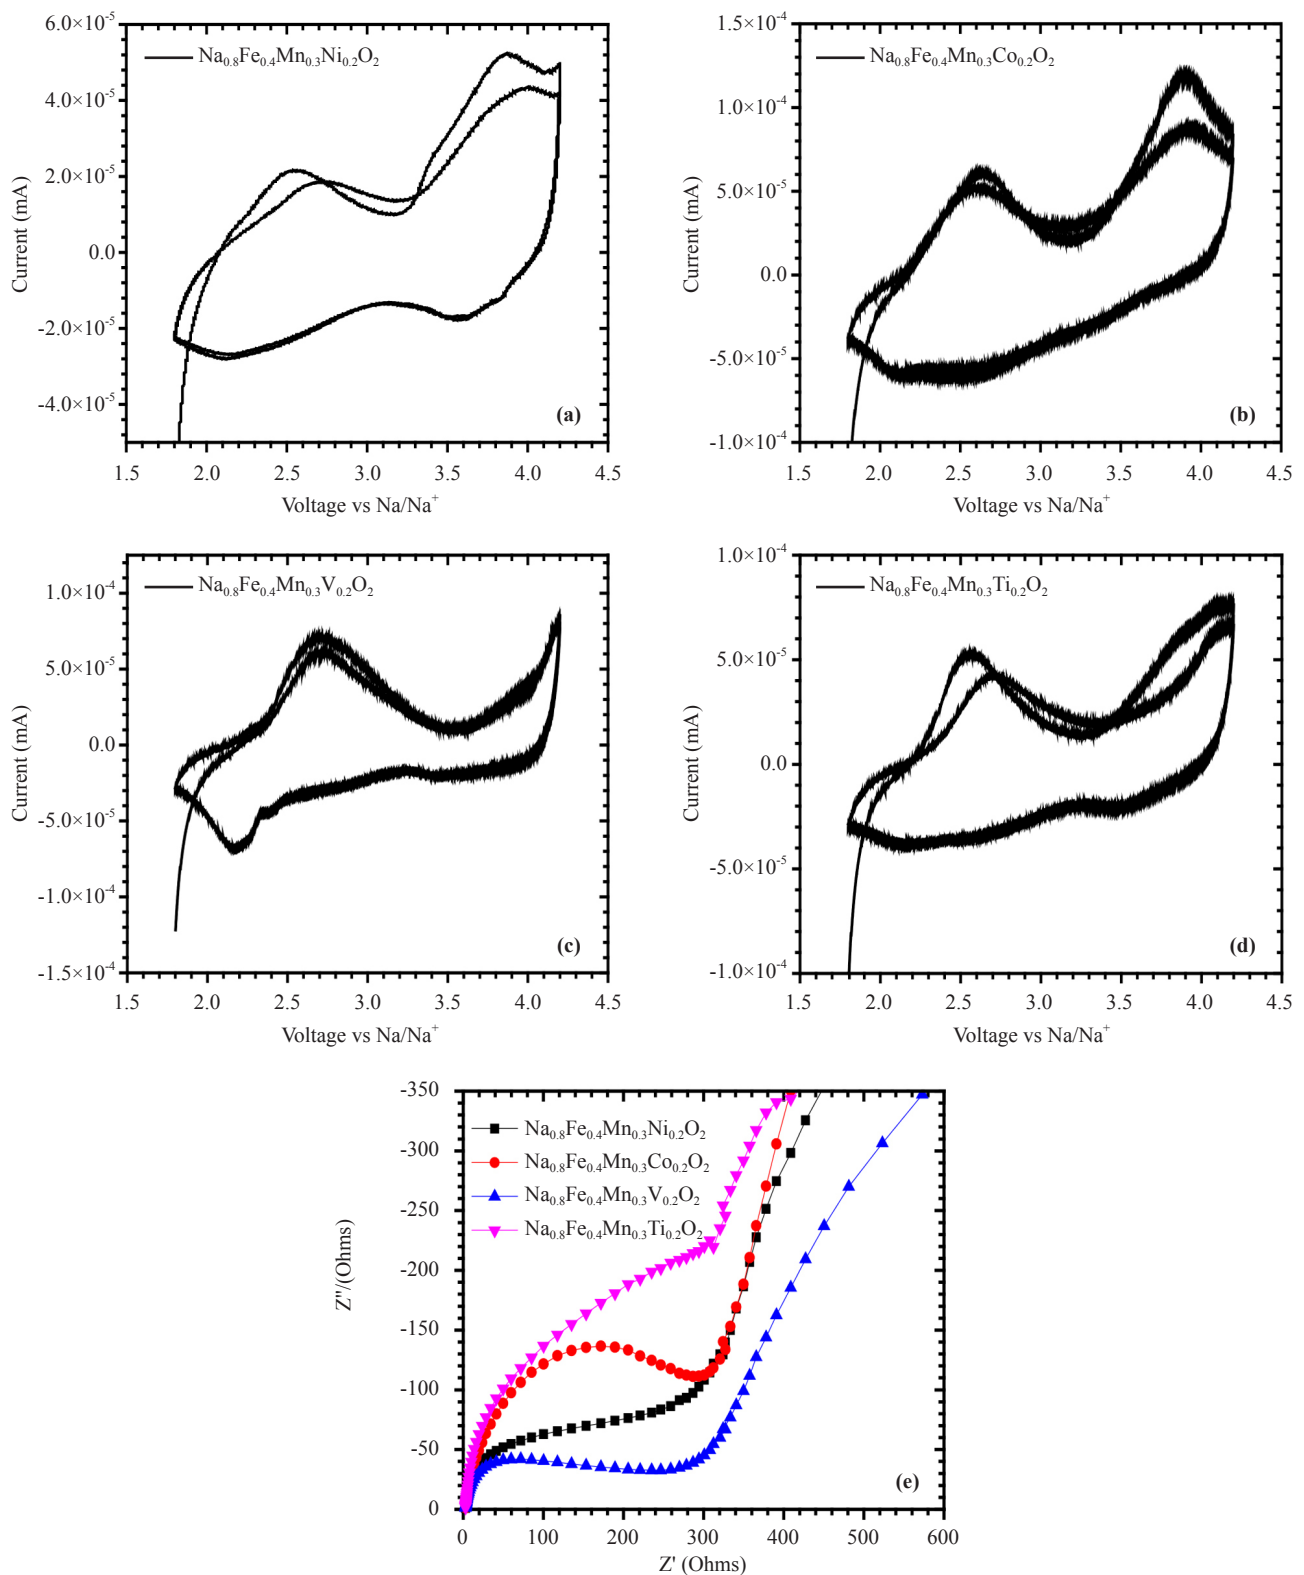 6.0×10⁻⁵
4.0×10⁻⁵
2.0×10⁻⁵
0.0
-2.0×10⁻⁵
-4.0×10⁻⁵
Current (mA)
Na₀.₈Fe₀.₄Mn₀.₃Ni₀.₂O₂
(a)
1.5 2.0 2.5 3.0 3.5 4.0 4.5
Voltage vs Na/Na⁺
1.5×10⁻⁴
1.0×10⁻⁴
5.0×10⁻⁵
0.0
-5.0×10⁻⁵
-1.0×10⁻⁴
Current (mA)
Na₀.₈Fe₀.₄Mn₀.₃Co₀.₂O₂
(b)
1.5 2.0 2.5 3.0 3.5 4.0 4.5
Voltage vs Na/Na⁺
1.0×10⁻⁴
5.0×10⁻⁵
0.0
-5.0×10⁻⁵
-1.0×10⁻⁴
-1.5×10⁻⁴
Current (mA)
Na₀.₈Fe₀.₄Mn₀.₃V₀.₂O₂
(c)
1.5 2.0 2.5 3.0 3.5 4.0 4.5
Voltage vs Na/Na⁺
1.0×10⁻⁴
5.0×10⁻⁵
0.0
-5.0×10⁻⁵
-1.0×10⁻⁴
Current (mA)
Na₀.₈Fe₀.₄Mn₀.₃Ti₀.₂O₂
(d)
1.5 2.0 2.5 3.0 3.5 4.0 4.5
Voltage vs Na/Na⁺
-350
-300
-250
-200
-150
-100
-50
0
Z''/(Ohms)
Na₀.₈Fe₀.₄Mn₀.₃Ni₀.₂O₂
Na₀.₈Fe₀.₄Mn₀.₃Co₀.₂O₂
Na₀.₈Fe₀.₄Mn₀.₃V₀.₂O₂
Na₀.₈Fe₀.₄Mn₀.₃Ti₀.₂O₂
(e)
0 100 200 300 400 500 600
Z' (Ohms)